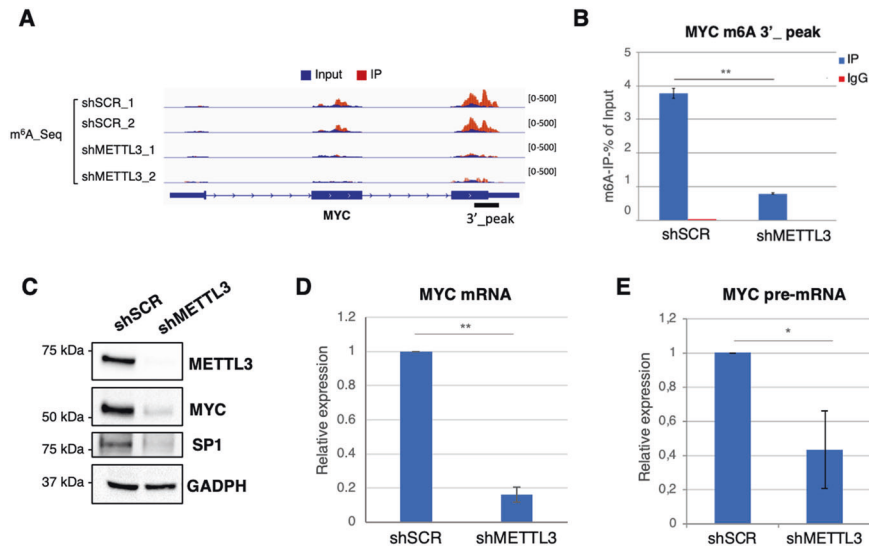 A
Input IP
m⁶A_Seq
shSCR_1 [0-500]
shSCR_2 [0-500]
shMETTL3_1 [0-500]
shMETTL3_2 [0-500]
MYC
3'_peak
B
MYC m6A 3'_ peak
IP
IgG
m6A-IP-% of Input
5
4
3
2
1
0
shSCR shMETTL3
C
shSCR shMETTL3
75 kDa METTL3
50 kDa MYC
75 kDa SP1
37 kDa GADPH
D
MYC mRNA
Relative expression
1.2
1
0.8
0.6
0.4
0.2
0
shSCR shMETTL3
**
E
MYC pre-mRNA
Relative expression
1,2
1
0,8
0,6
0,4
0,2
0
shSCR shMETTL3
*
**